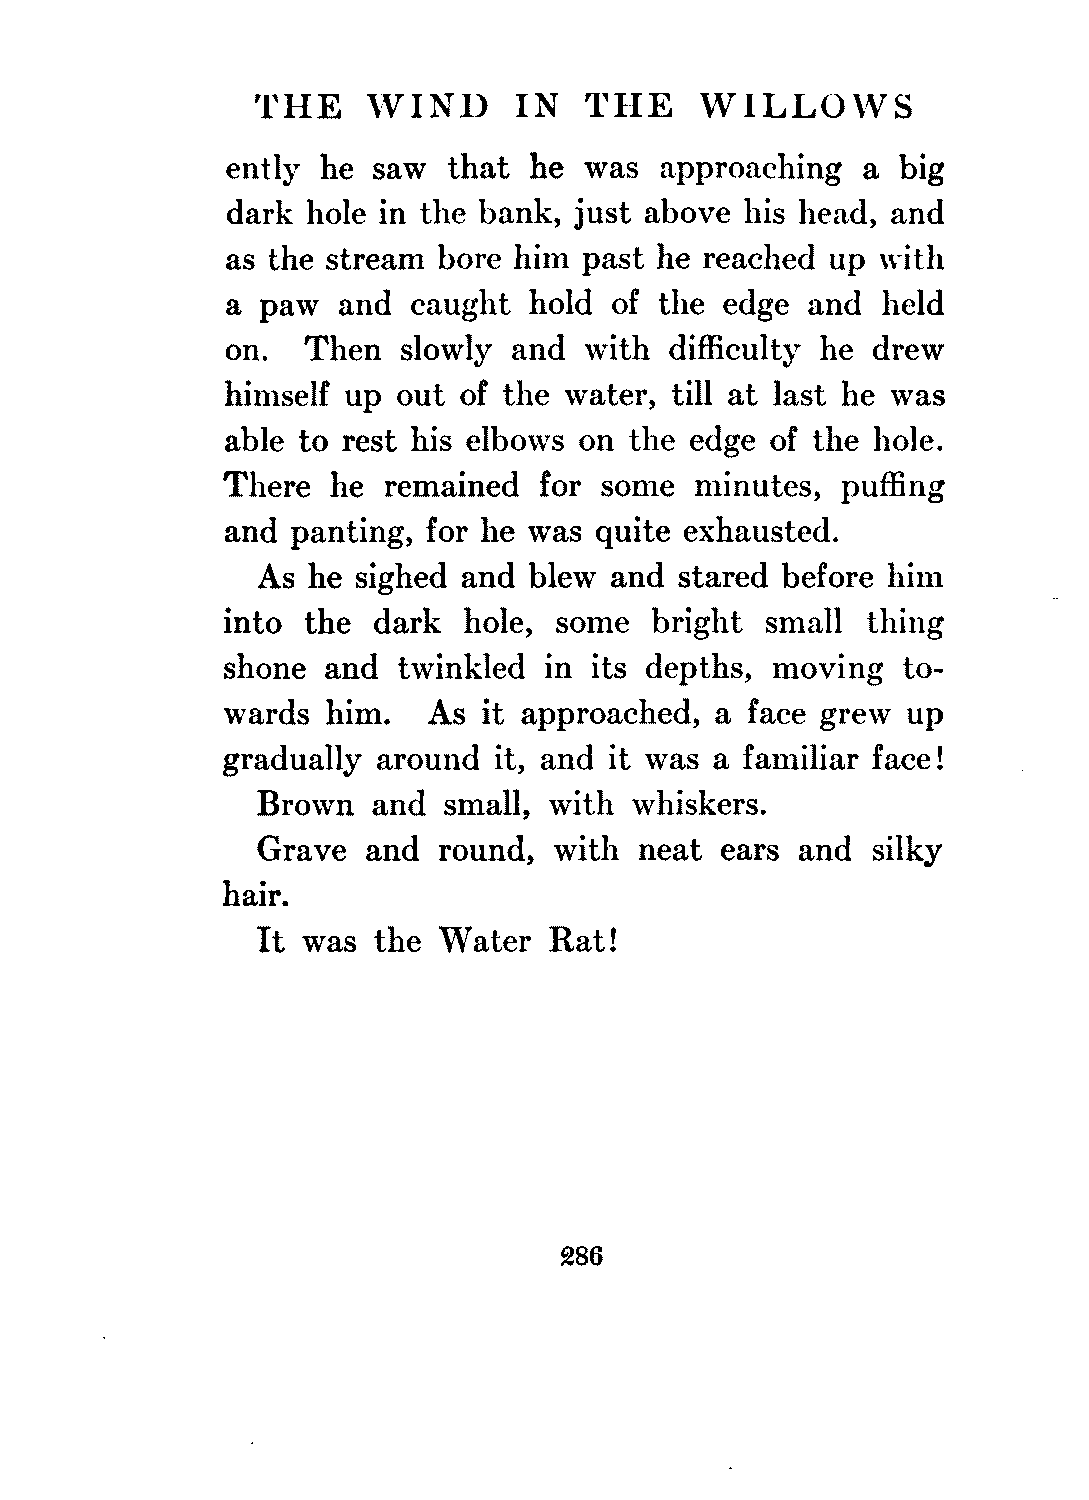 THE WIND IN THE WILLOWS
ently he saw that he was approaching a big
dark hole in the bank, just above his head, and
as the stream bore him past he reached up with
a paw and caught hold of the edge and held
on. Then slowly and with difficulty he drew
himself up out of the water, till at last he was
able to rest his elbows on the edge of the hole.
There he remained for some minutes, puffing
and panting, for he was quite exhausted.
As he sighed and blew and stared before him
into the dark hole, some bright small thing
shone and twinkled in its depths, moving to-
wards him. As it approached, a face grew up
gradually around it, and it was a familiar face!
Brown and small, with whiskers.
Grave and round, with neat ears and silky
hair.
It was the Water Rat!
286